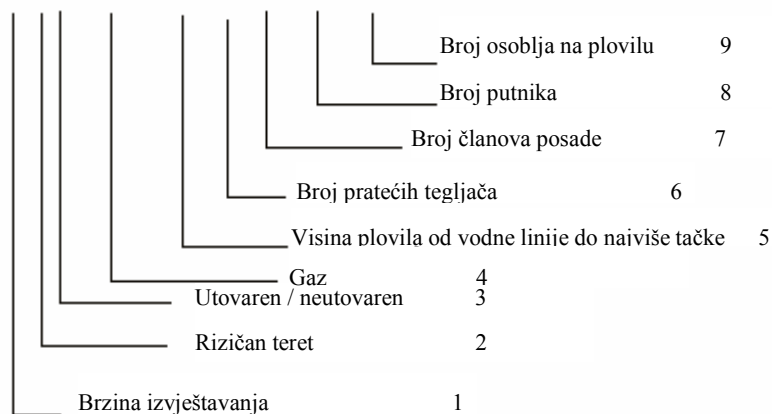 Broj osoblja na plovilu 9
Broj putnika 8
Broj članova posade 7
Broj pratećih tegljača 6
Visina plovila od vodne linije do najviše tačke 5
Gaz 4
Utovaren / neutovaren 3
Rizičan teret 2
Brzina izvještavanja 1